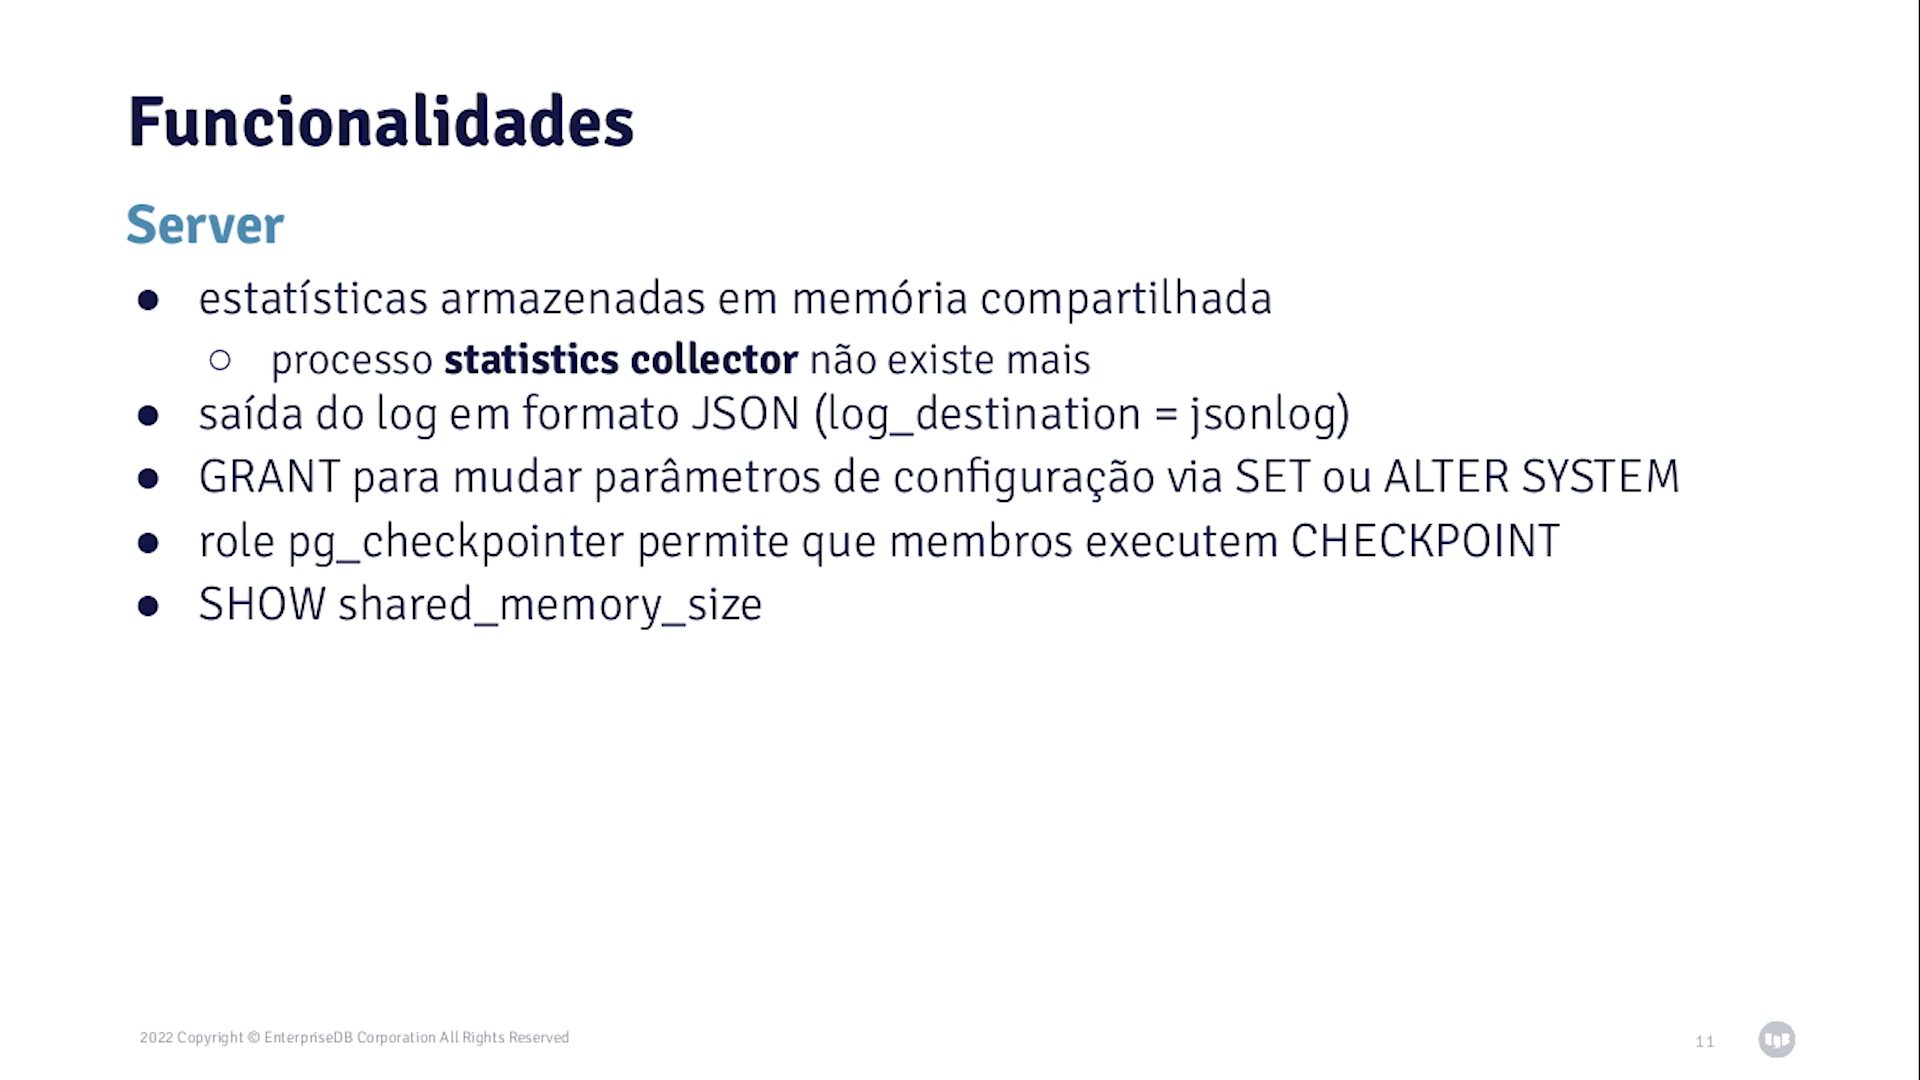 Funcionalidades
Server
● estatísticas armazenadas em memória compartilhada
○ processo statistics collector não existe mais
● saída do log em formato JSON (log_destination = jsonlog)
● GRANT para mudar parâmetros de configuração via SET ou ALTER SYSTEM
● role pg_checkpointer permite que membros executem CHECKPOINT
● SHOW shared_memory_size
2022 Copyright © EnterpriseDB Corporation All Rights Reserved
11